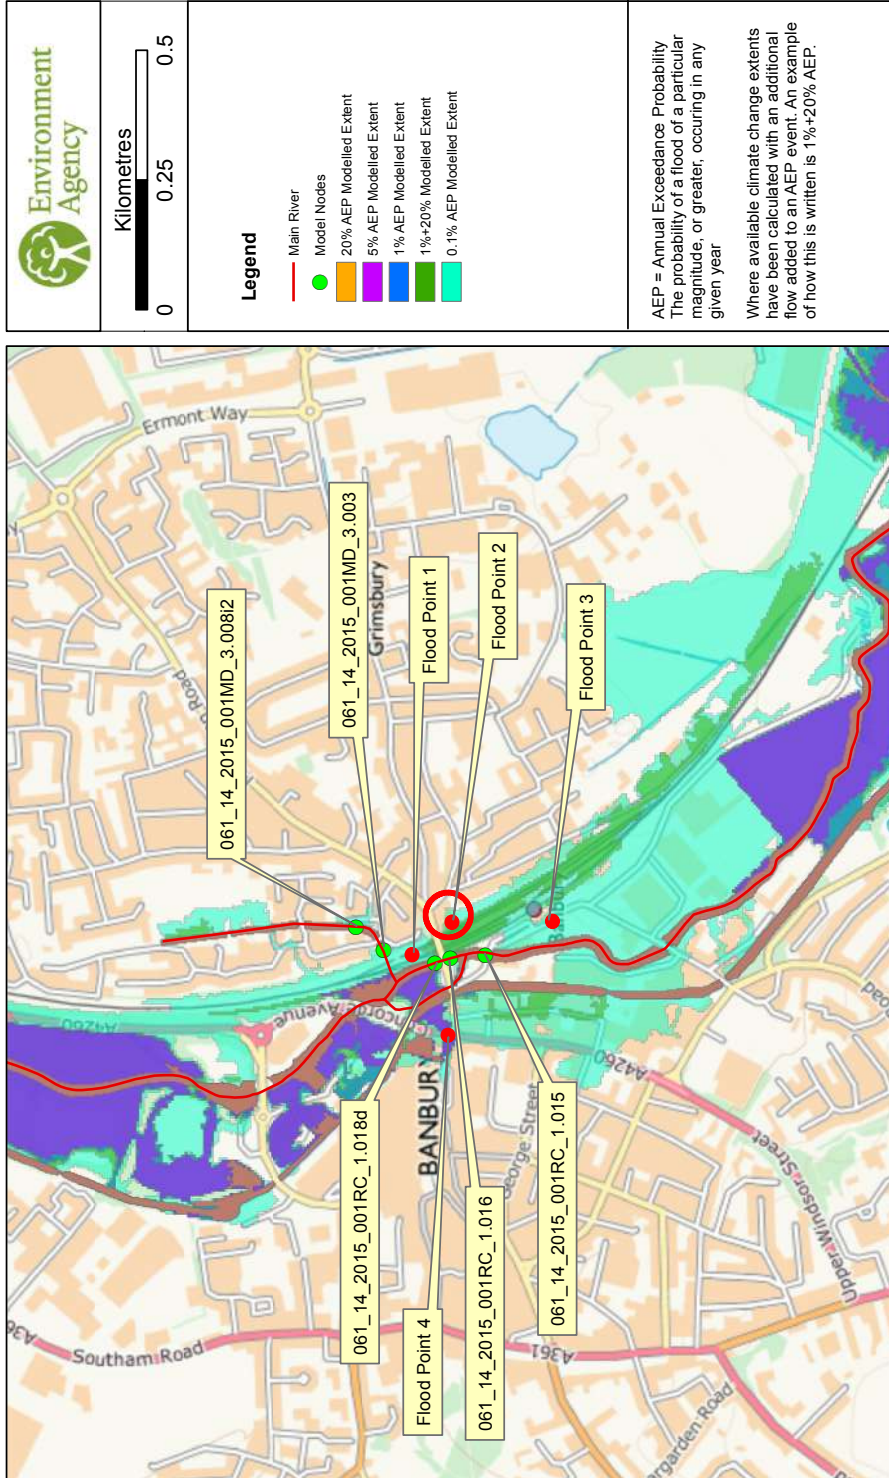 Environment
Agency
Kilometres
0 0.25 0.5
Legend
Main River
Model Nodes
20% AEP Modelled Extent
5% AEP Modelled Extent
1% AEP Modelled Extent
1%+20% Modelled Extent
0.1% AEP Modelled Extent
AEP = Annual Exceedance Probability
The probability of a flood of a particular
magnitude, or greater, occuring in any
given year
Where available climate change extents
have been calculated with an additional
flow added to an AEP event. An example
of how this is written is 1%+20% AEP.
Ermont Way
061_14_2015_001MD_3.008i2
061_14_2015_001MD_3.003
Grimsbury
Flood Point 1
Flood Point 2
Flood Point 3
Road
A4260
Concorde Avenue
Banbury
BANBURY
061_14_2015_001RC_1.018d
Flood Point 4
061_14_2015_001RC_1.016
061_14_2015_001RC_1.015
George Street
A4260
Upper Windsor Street
Southam Road
A361
Road